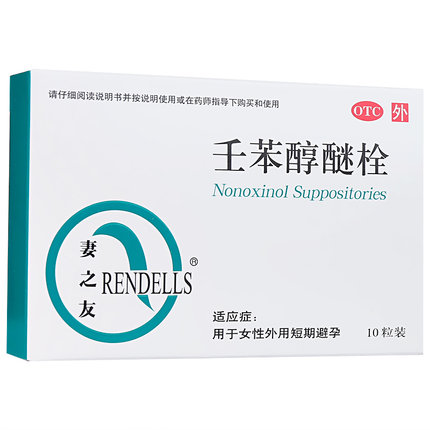 请仔细阅读说明书并按说明使用或在药师指导下购买和使用
OTC 外
壬苯醇醚栓
Nonoxinol Suppositories
妻之友
RENDELLS®
适应症：
用于女性外用短期避孕
10粒装